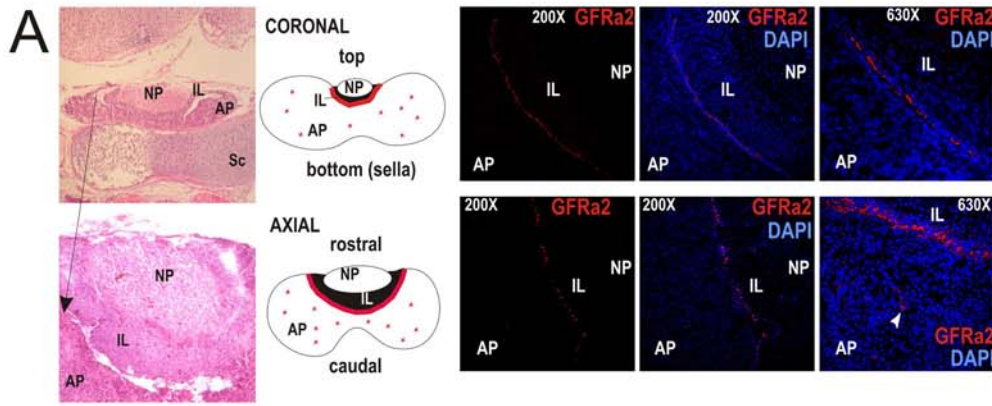 A
NP
IL
AP
Sc
NP
IL
AP
CORONAL
top
NP
IL
AP
bottom (sella)
AXIAL
rostral
NP
IL
AP
caudal
200X GFRa2
IL
NP
AP
200X GFRa2
DAPI
IL
NP
AP
630X GFRa2
DAPI
IL
AP
200X GFRa2
IL
NP
AP
200X GFRa2
DAPI
IL
NP
AP
IL 630X
AP
GFRa2
DAPI